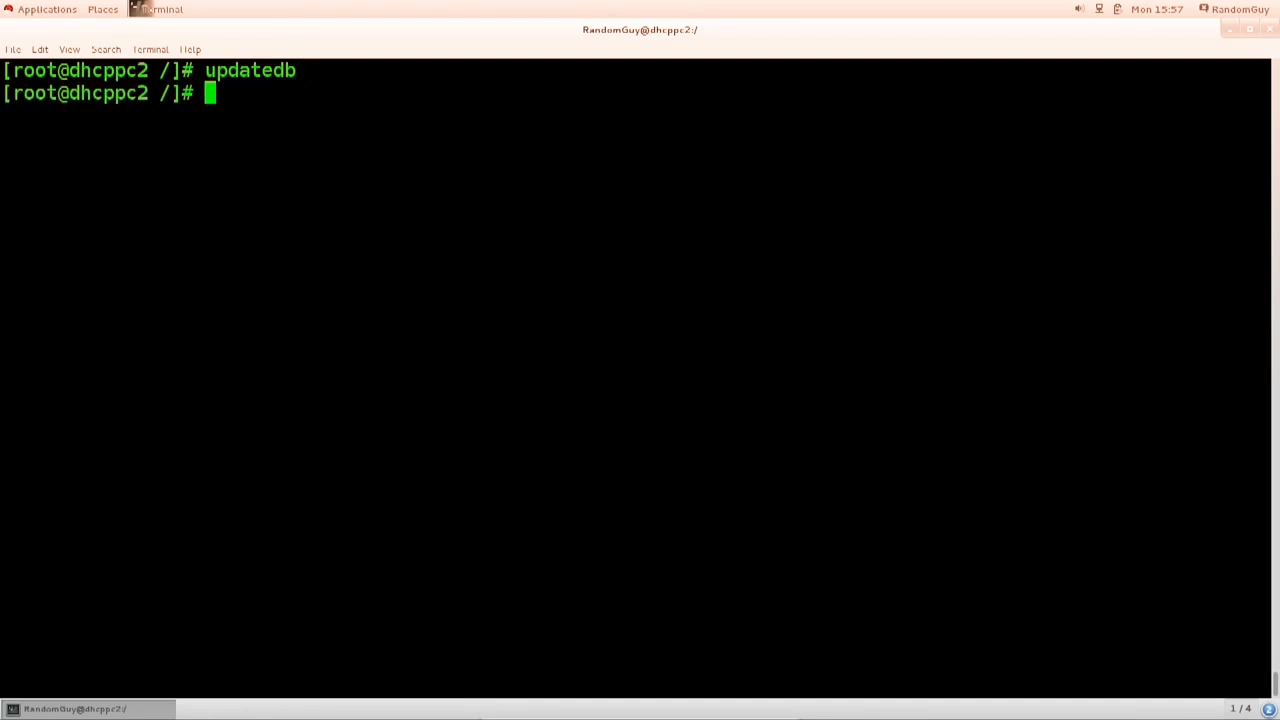 Applications Places Terminal Mon 15:57 RandomGuy
RandomGuy@dhcppc2:/
File Edit View Search Terminal Help
[root@dhcppc2 /]# updatedb
[root@dhcppc2 /]#
RandomGuy@dhcppc2:/ 1 / 4 2